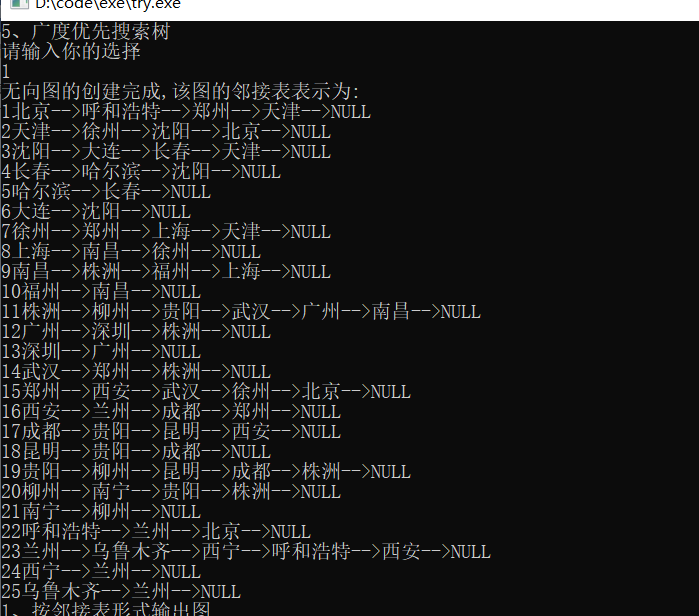 D:\code\exe\try.exe
5、广度优先搜索树
请输入你的选择
1
无向图的创建完成,该图的邻接表表示为:
1北京-->呼和浩特-->郑州-->天津-->NULL
2天津-->徐州-->沈阳-->北京-->NULL
3沈阳-->大连-->长春-->天津-->NULL
4长春-->哈尔滨-->沈阳-->NULL
5哈尔滨-->长春-->NULL
6大连-->沈阳-->NULL
7徐州-->郑州-->上海-->天津-->NULL
8上海-->南昌-->徐州-->NULL
9南昌-->株洲-->福州-->上海-->NULL
10福州-->南昌-->NULL
11株洲-->柳州-->贵阳-->武汉-->广州-->南昌-->NULL
12广州-->深圳-->株洲-->NULL
13深圳-->广州-->NULL
14武汉-->郑州-->株洲-->NULL
15郑州-->西安-->武汉-->徐州-->北京-->NULL
16西安-->兰州-->成都-->郑州-->NULL
17成都-->贵阳-->昆明-->西安-->NULL
18昆明-->贵阳-->成都-->NULL
19贵阳-->柳州-->昆明-->成都-->株洲-->NULL
20柳州-->南宁-->贵阳-->株洲-->NULL
21南宁-->柳州-->NULL
22呼和浩特-->兰州-->北京-->NULL
23兰州-->乌鲁木齐-->西宁-->呼和浩特-->西安-->NULL
24西宁-->兰州-->NULL
25乌鲁木齐-->兰州-->NULL
1、按邻接表形式输出图